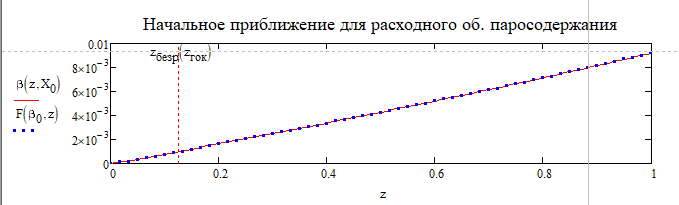 Начальное приближение для расходного об. паросодержания
0.01
8×10⁻³
6×10⁻³
4×10⁻³
2×10⁻³
0
β(z,X₀)
F(β₀,z)
z_безр(z_ток)
0 0.2 0.4 0.6 0.8 1
z